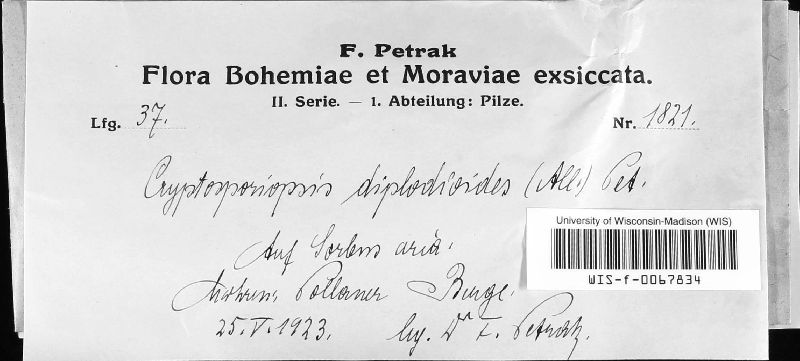 F. Petrak
Flora Bohemiae et Moraviae exsiccata.
II. Serie. — 1. Abteilung: Pilze.
Lfg. 37. Nr. 1821.
Cryptosporiopsis diplodioides (All.) Pet.
Auf Sorbus aria.
Mähren: Pollauer Berge.
25.V.1923. lg. Dr F. Petrak.
University of Wisconsin-Madison (WIS)
WIS-f-0067834